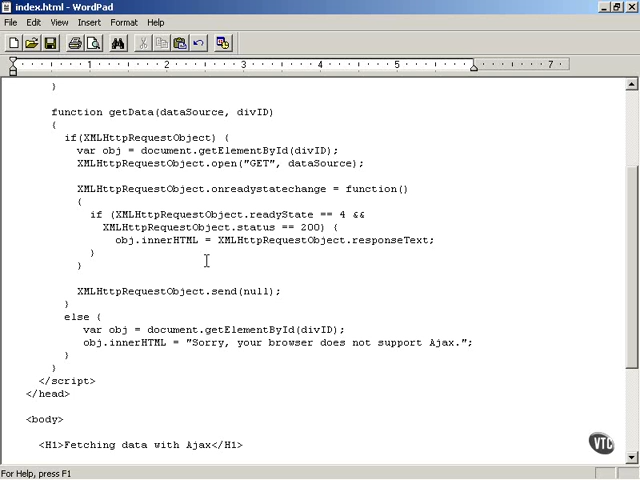 index.html - WordPad
File Edit View Insert Format Help
1 2 3 4 5 7
}
function getData(dataSource, divID)
{
if(XMLHttpRequestObject) {
var obj = document.getElementById(divID);
XMLHttpRequestObject.open("GET", dataSource);
XMLHttpRequestObject.onreadystatechange = function()
{
if (XMLHttpRequestObject.readyState == 4 &&
XMLHttpRequestObject.status == 200) {
obj.innerHTML = XMLHttpRequestObject.responseText;
}
}
XMLHttpRequestObject.send(null);
}
else {
var obj = document.getElementById(divID);
obj.innerHTML = "Sorry, your browser does not support Ajax.";
}
}
</script>
</head>
<body>
<H1>Fetching data with Ajax</H1>
VTC
For Help, press F1